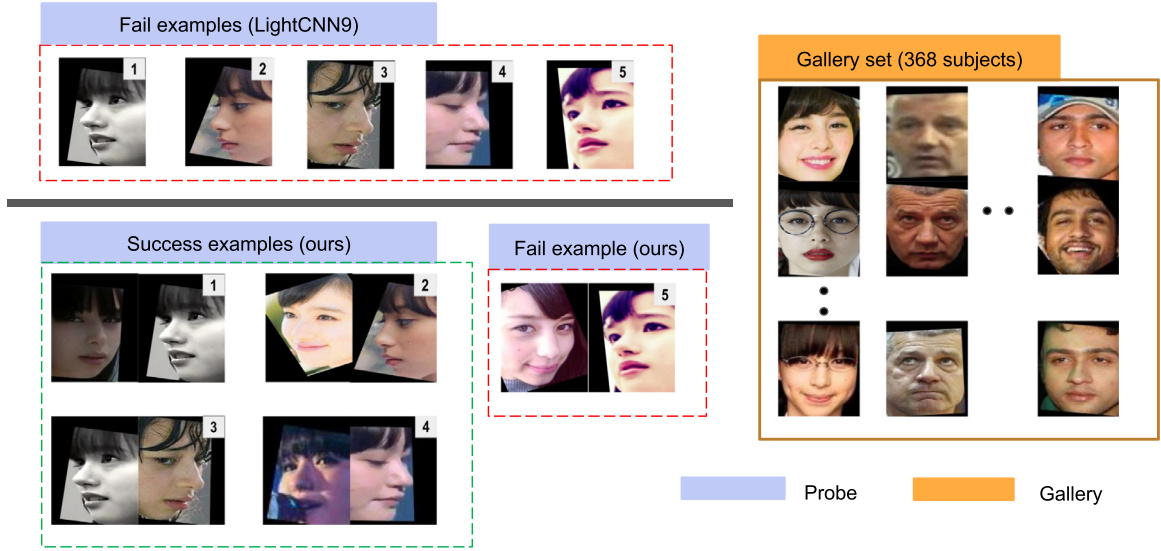 Fail examples (LightCNN9)
1
2
3
4
5
Gallery set (368 subjects)
Success examples (ours)
1
2
3
4
Fail example (ours)
5
Probe
Gallery